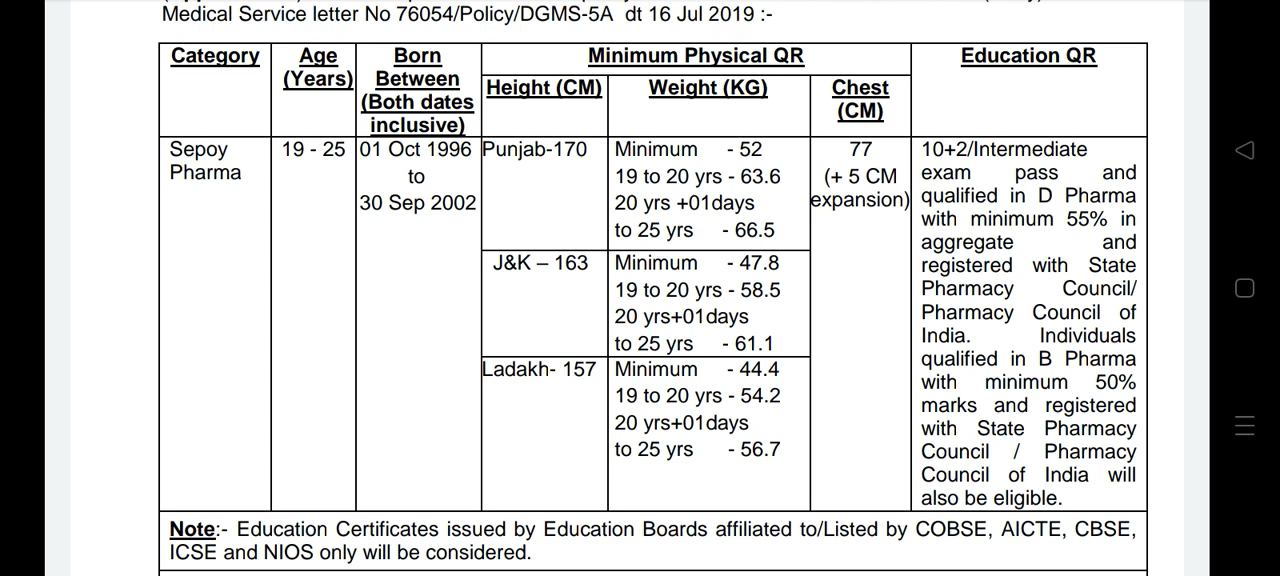 Medical Service letter No 76054/Policy/DGMS-5A dt 16 Jul 2019 :-
Category
Age
(Years)
Born
Between
(Both dates
inclusive)
Minimum Physical QR
Height (CM)
Weight (KG)
Chest
(CM)
Education QR
Sepoy
Pharma
19 - 25
01 Oct 1996
to
30 Sep 2002
Punjab-170
Minimum - 52
19 to 20 yrs - 63.6
20 yrs +01days
to 25 yrs - 66.5
J&K – 163
Minimum - 47.8
19 to 20 yrs - 58.5
20 yrs+01days
to 25 yrs - 61.1
Ladakh- 157
Minimum - 44.4
19 to 20 yrs - 54.2
20 yrs+01days
to 25 yrs - 56.7
77
(+ 5 CM
expansion)
10+2/Intermediate
exam pass and
qualified in D Pharma
with minimum 55% in
aggregate and
registered with State
Pharmacy Council/
Pharmacy Council of
India. Individuals
qualified in B Pharma
with minimum 50%
marks and registered
with State Pharmacy
Council / Pharmacy
Council of India will
also be eligible.
Note:- Education Certificates issued by Education Boards affiliated to/Listed by COBSE, AICTE, CBSE,
ICSE and NIOS only will be considered.